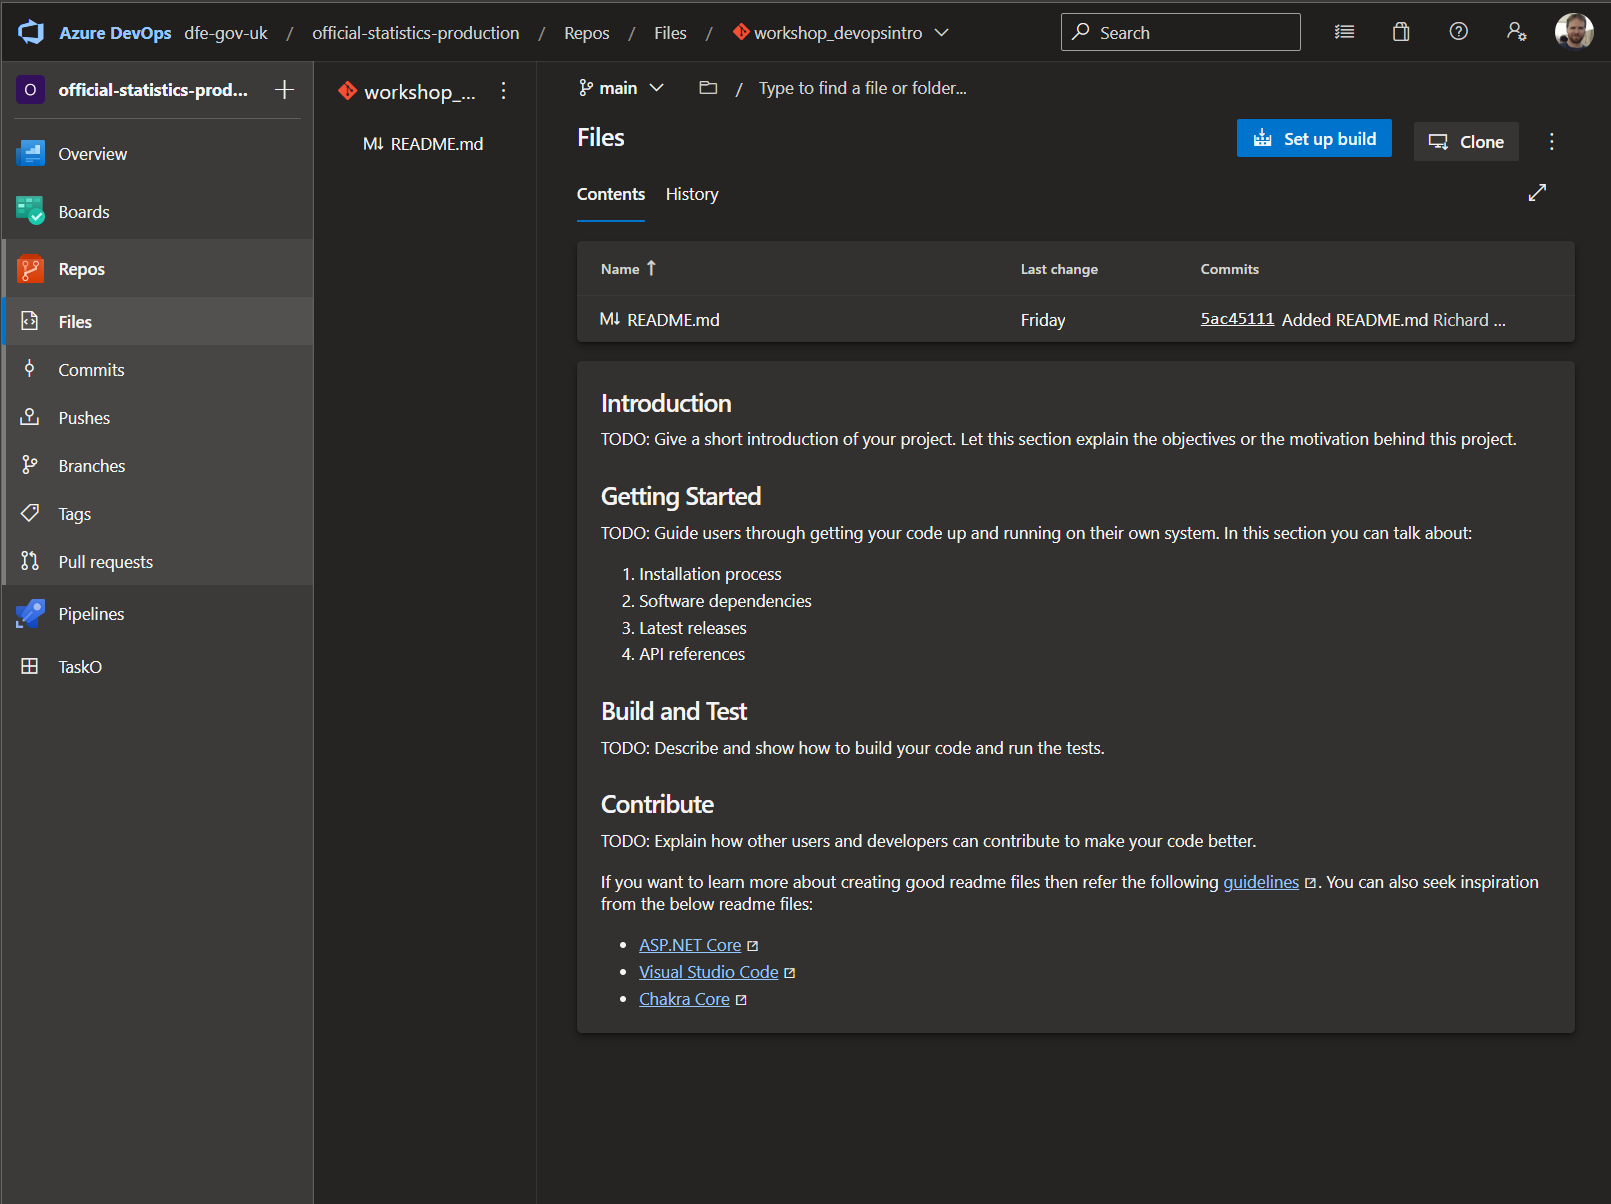 Azure DevOps dfe-gov-uk / official-statistics-production / Repos / Files / workshop_devopsintro
Search
O official-statistics-prod...
Overview
Boards
Repos
Files
Commits
Pushes
Branches
Tags
Pull requests
Pipelines
TaskO
workshop_...
M↓ README.md
main / Type to find a file or folder...
Files
Set up build
Clone
Contents History
Name ↑ Last change Commits
M↓ README.md Friday 5ac45111 Added README.md Richard ...
Introduction
TODO: Give a short introduction of your project. Let this section explain the objectives or the motivation behind this project.
Getting Started
TODO: Guide users through getting your code up and running on their own system. In this section you can talk about:
1. Installation process
2. Software dependencies
3. Latest releases
4. API references
Build and Test
TODO: Describe and show how to build your code and run the tests.
Contribute
TODO: Explain how other users and developers can contribute to make your code better.
If you want to learn more about creating good readme files then refer the following guidelines. You can also seek inspiration
from the below readme files:
• ASP.NET Core
• Visual Studio Code
• Chakra Core